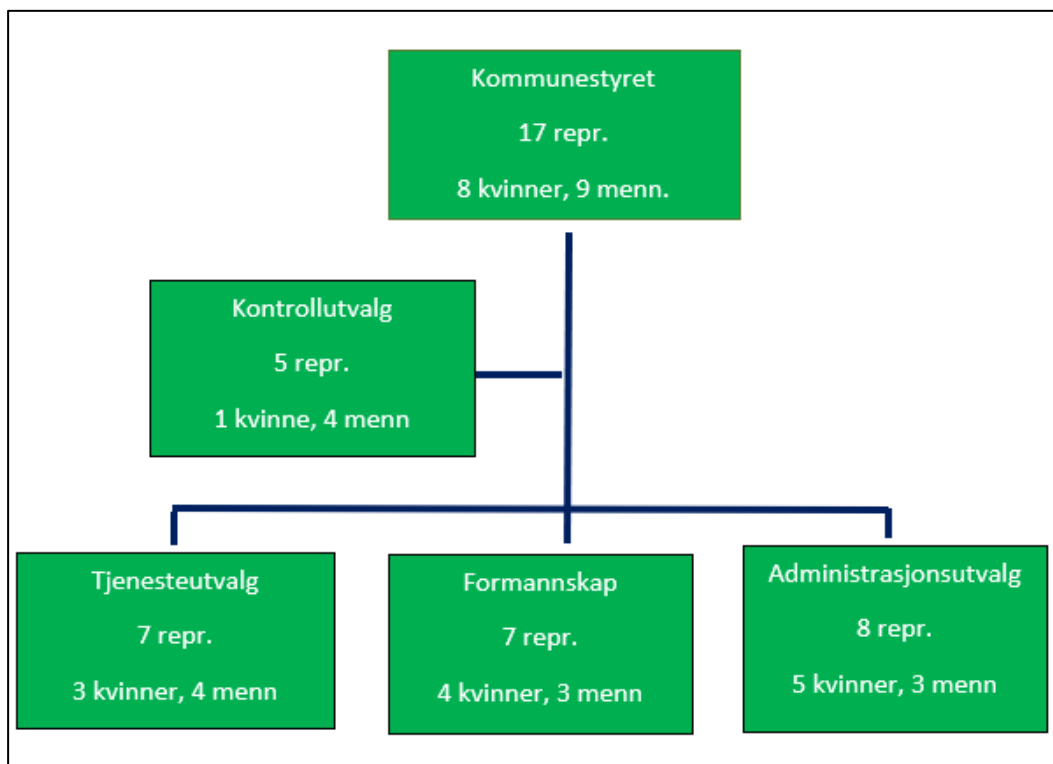 Kommunestyret
17 repr.
8 kvinner, 9 menn.
Kontrollutvalg
5 repr.
1 kvinne, 4 menn
Tjenesteutvalg
7 repr.
3 kvinner, 4 menn
Formannskap
7 repr.
4 kvinner, 3 menn
Administrasjonsutvalg
8 repr.
5 kvinner, 3 menn